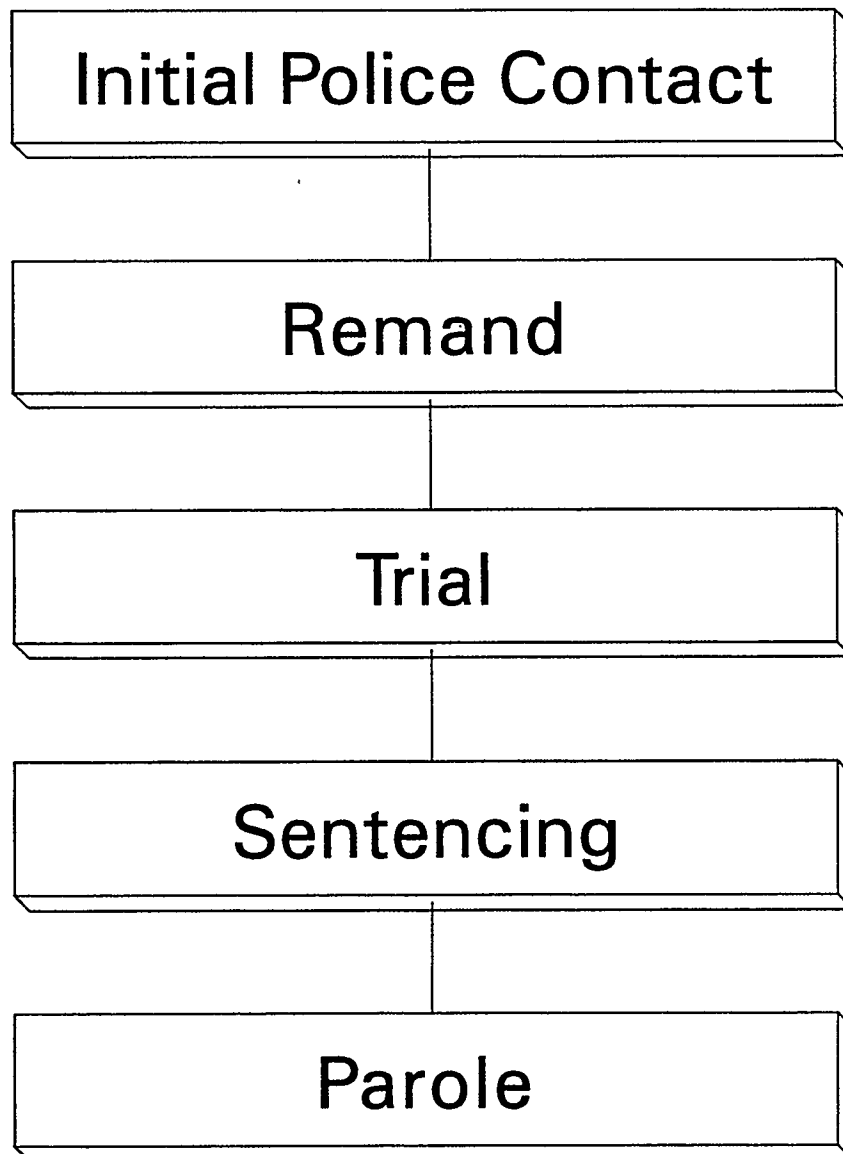 Initial Police Contact
Remand
Trial
Sentencing
Parole